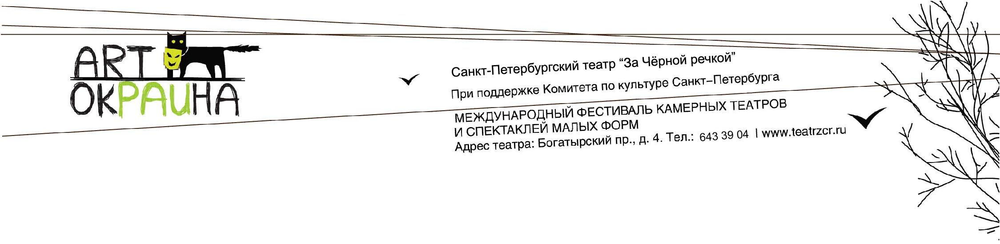 ART
ОКРАИНА
Санкт-Петербургский театр “За Чёрной речкой”
При поддержке Комитета по культуре Санкт–Петербурга
МЕЖДУНАРОДНЫЙ ФЕСТИВАЛЬ КАМЕРНЫХ ТЕАТРОВ
И СПЕКТАКЛЕЙ МАЛЫХ ФОРМ
Адрес театра: Богатырский пр., д. 4. Тел.: 643 39 04 | www.teatrzcr.ru